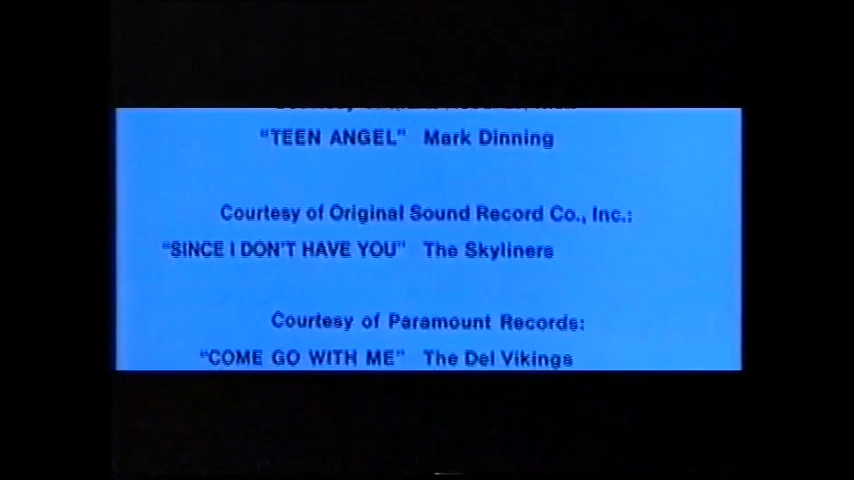 "TEEN ANGEL" Mark Dinning
Courtesy of Original Sound Record Co., Inc.:
"SINCE I DON'T HAVE YOU" The Skyliners
Courtesy of Paramount Records:
"COME GO WITH ME" The Del Vikings